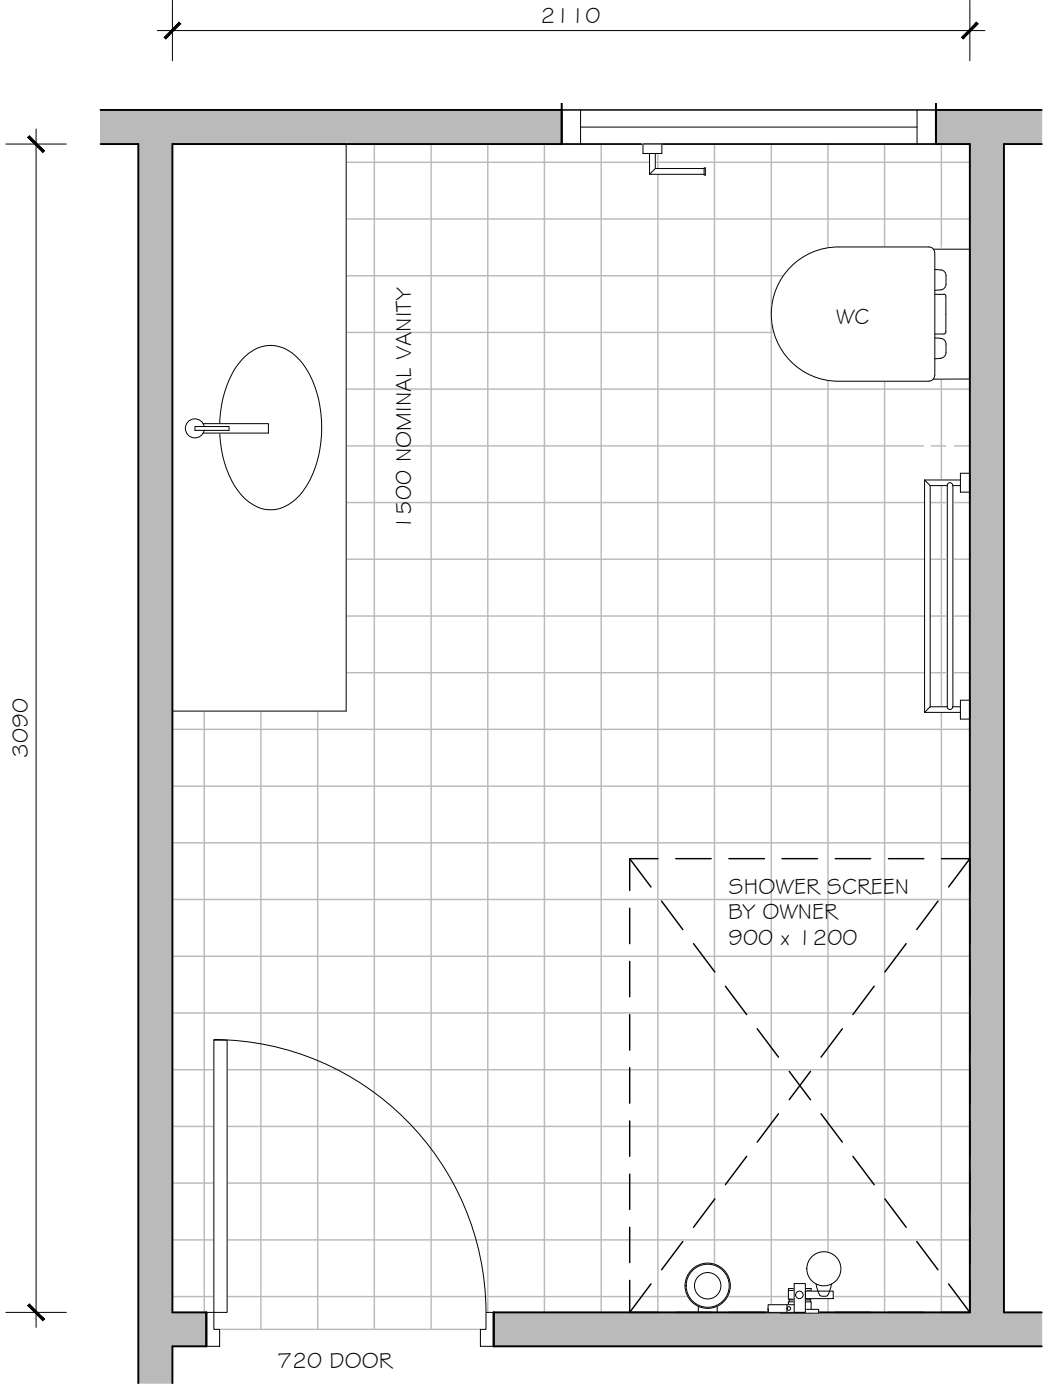 2110
WC
1500 NOMINAL VANITY
3090
SHOWER SCREEN
BY OWNER
900 x 1200
720 DOOR